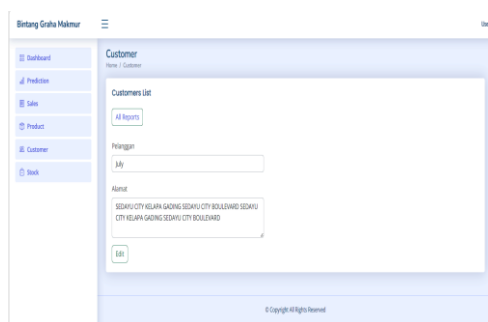 Bintang Graha Makmur
Use
Dashboard
Prediction
Sales
Product
Customer
Stock
Customer
Home / Customer
Customers List
All Reports
Pelanggan
July
Alamat
SEDAYU CITY KELAPA GADING SEDAYU CITY BOULEVARD SEDAYU
CITY KELAPA GADING SEDAYU CITY BOULEVARD
Edit
© Copyright All Rights Reserved